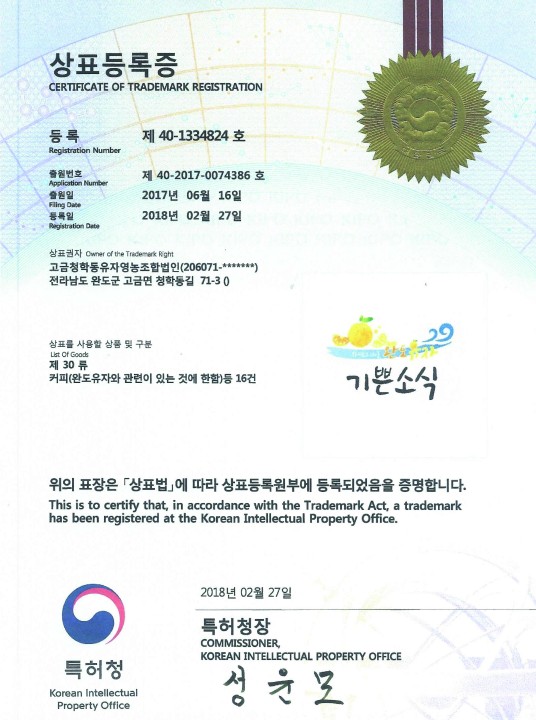 상표등록증
CERTIFICATE OF TRADEMARK REGISTRATION
등록 제 40-1334824 호
Registration Number
출원번호 제 40-2017-0074386 호
Application Number
출원일 2017년 06월 16일
Filing Date
등록일 2018년 02월 27일
Registration Date
상표권자 Owner of the Trademark Right
고금청학동유자영농조합법인(206071-*******)
전라남도 완도군 고금면 청학동길 71-3 ()
상표를 사용할 상품 및 구분
List Of Goods
제 30 류
커피(완도유자와 관련이 있는 것에 한함)등 16건
기쁜소식
위의 표장은 「상표법」에 따라 상표등록원부에 등록되었음을 증명합니다.
This is to certify that, in accordance with the Trademark Act, a trademark
has been registered at the Korean Intellectual Property Office.
2018년 02월 27일
특허청장
COMMISSIONER,
KOREAN INTELLECTUAL PROPERTY OFFICE
성윤모
특허청
Korean Intellectual
Property Office